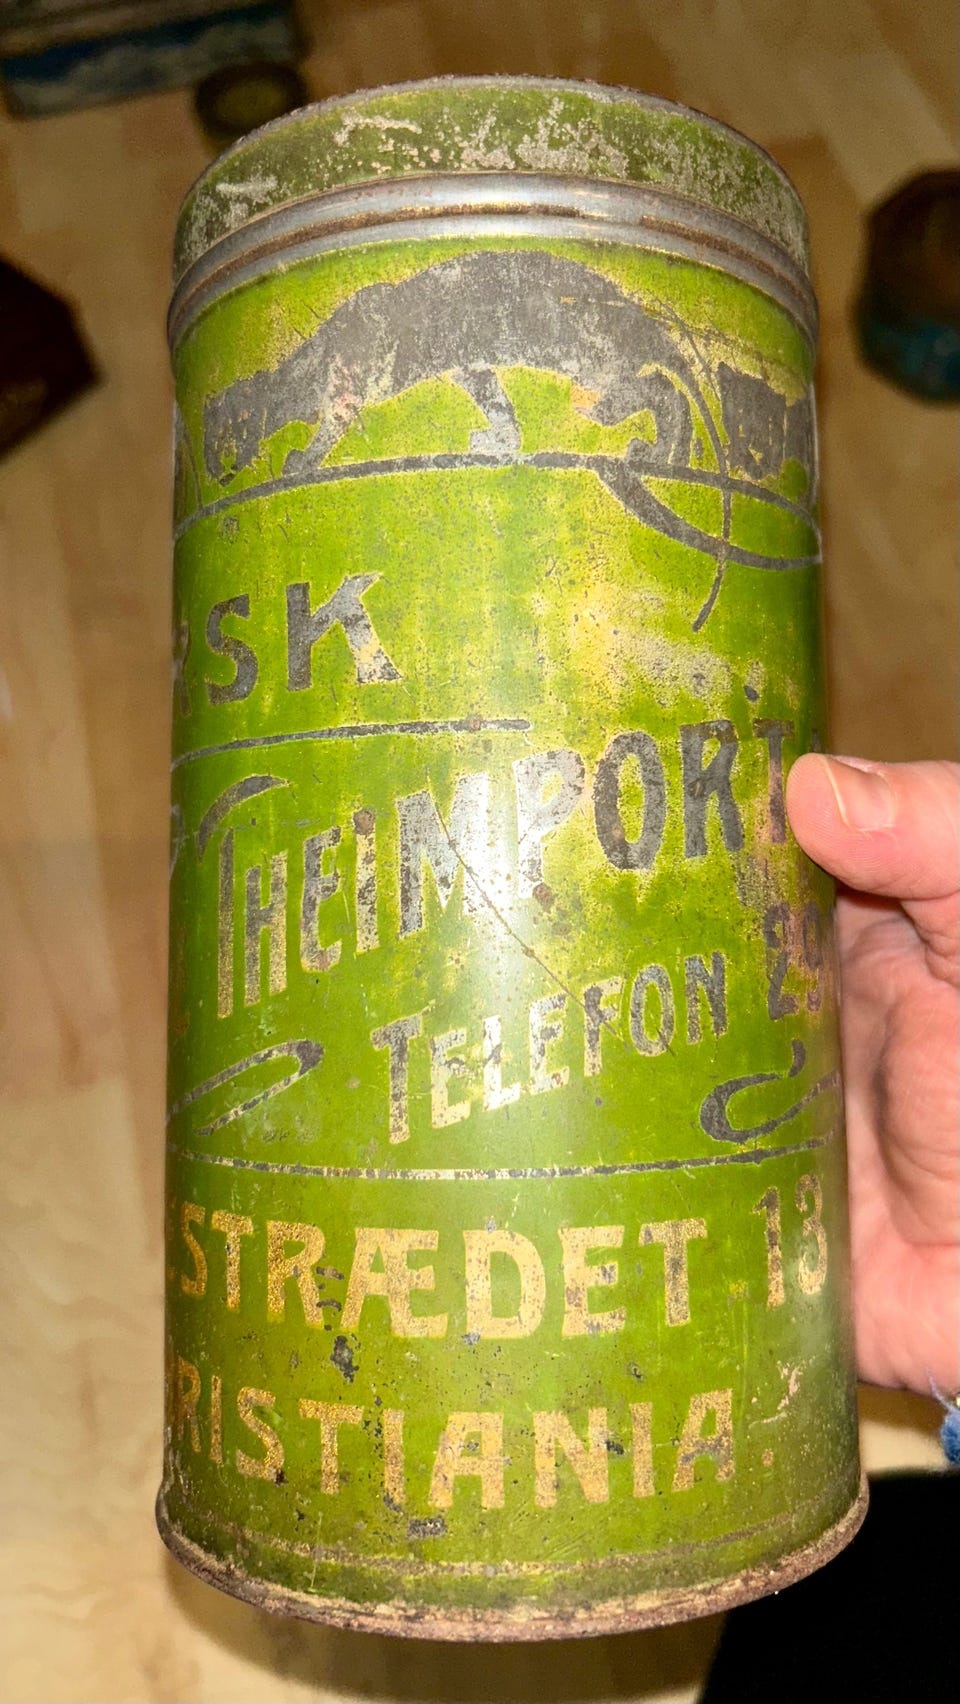 RSK
THEIMPORT
TELEFON 29
STRÆDET 13
RISTIANIA.